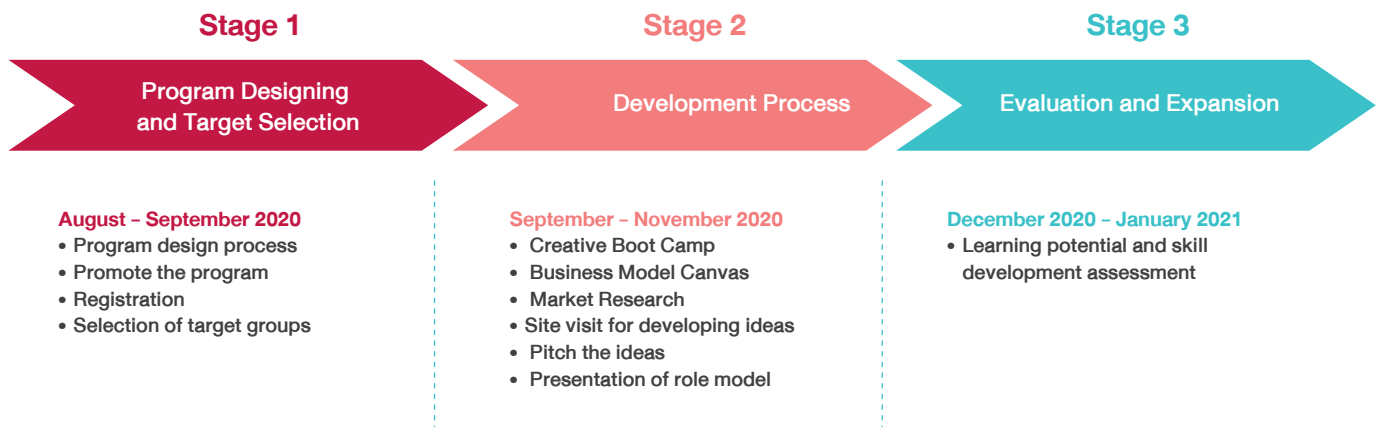 Stage 1
Program Designing
and Target Selection
August – September 2020
• Program design process
• Promote the program
• Registration
• Selection of target groups
Stage 2
Development Process
September – November 2020
• Creative Boot Camp
• Business Model Canvas
• Market Research
• Site visit for developing ideas
• Pitch the ideas
• Presentation of role model
Stage 3
Evaluation and Expansion
December 2020 – January 2021
• Learning potential and skill
development assessment